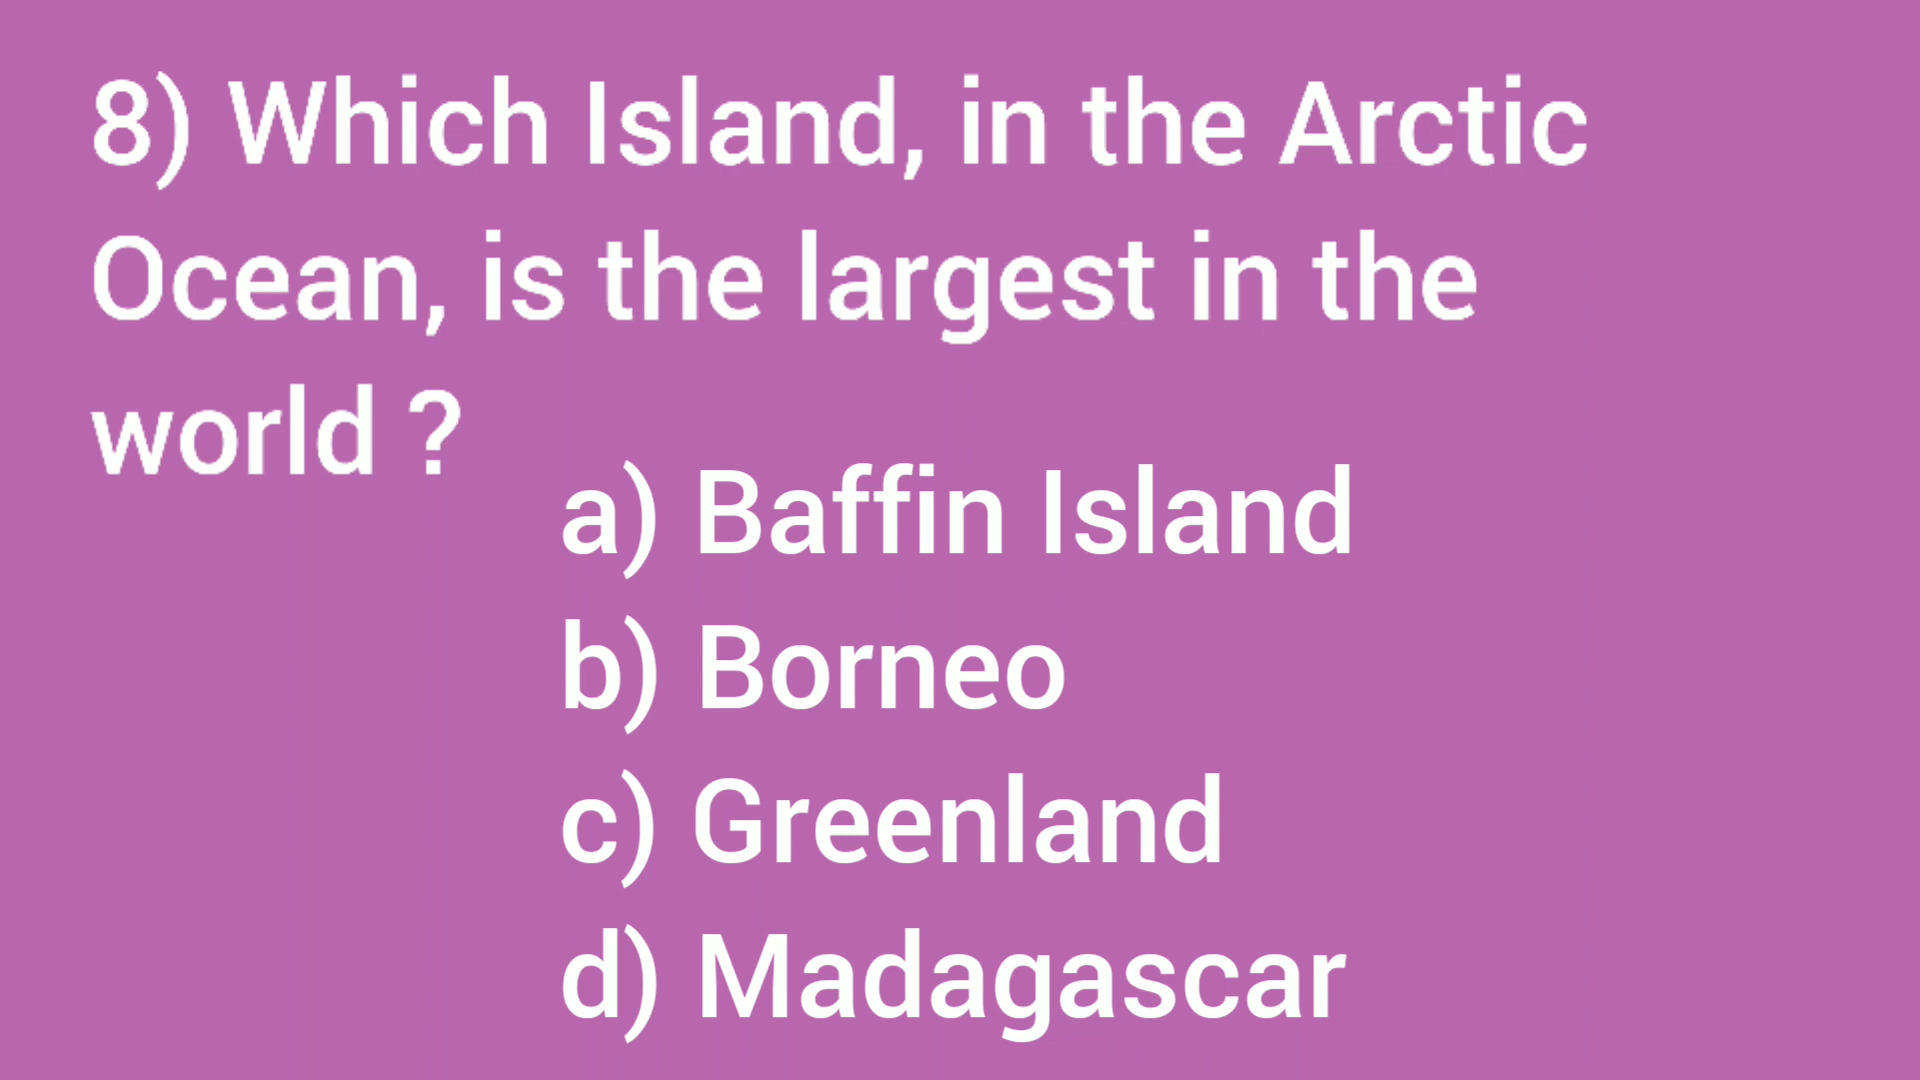 8) Which Island, in the Arctic
Ocean, is the largest in the
world ?
a) Baffin Island
b) Borneo
c) Greenland
d) Madagascar